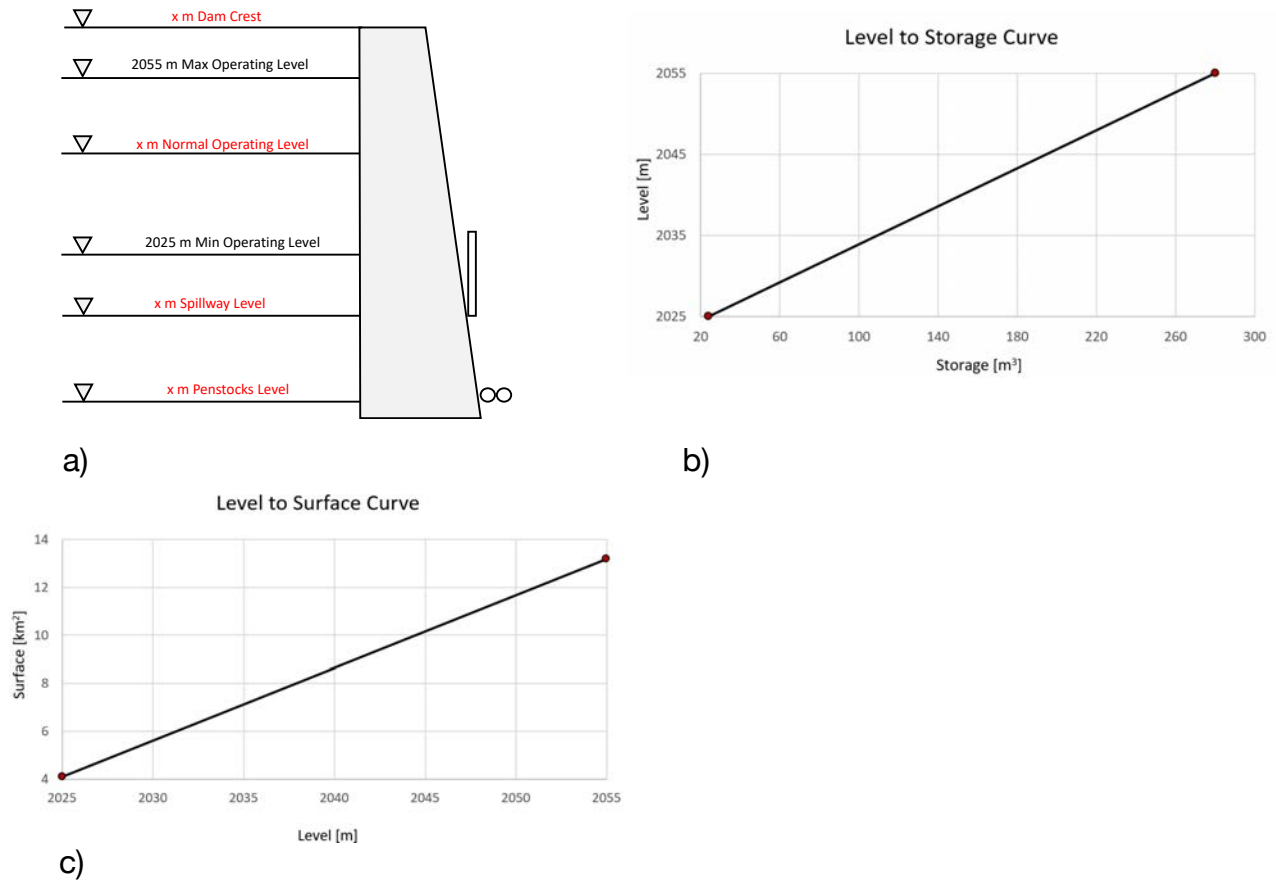 x m Dam Crest
2055 m Max Operating Level
x m Normal Operating Level
2025 m Min Operating Level
x m Spillway Level
x m Penstocks Level
a)
Level to Storage Curve
Level [m]
2055
2045
2035
2025
20 60 100 140 180 220 260 300
Storage [m³]
b)
Level to Surface Curve
Surface [km²]
14
12
10
8
6
4
2025 2030 2035 2040 2045 2050 2055
Level [m]
c)